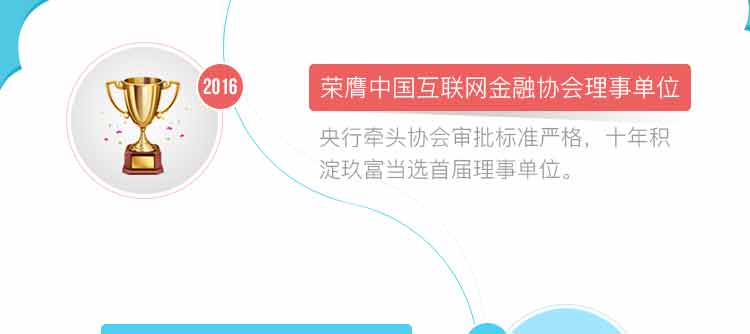 2016
荣膺中国互联网金融协会理事单位
央行牵头协会审批标准严格，十年积
淀玖富当选首届理事单位。